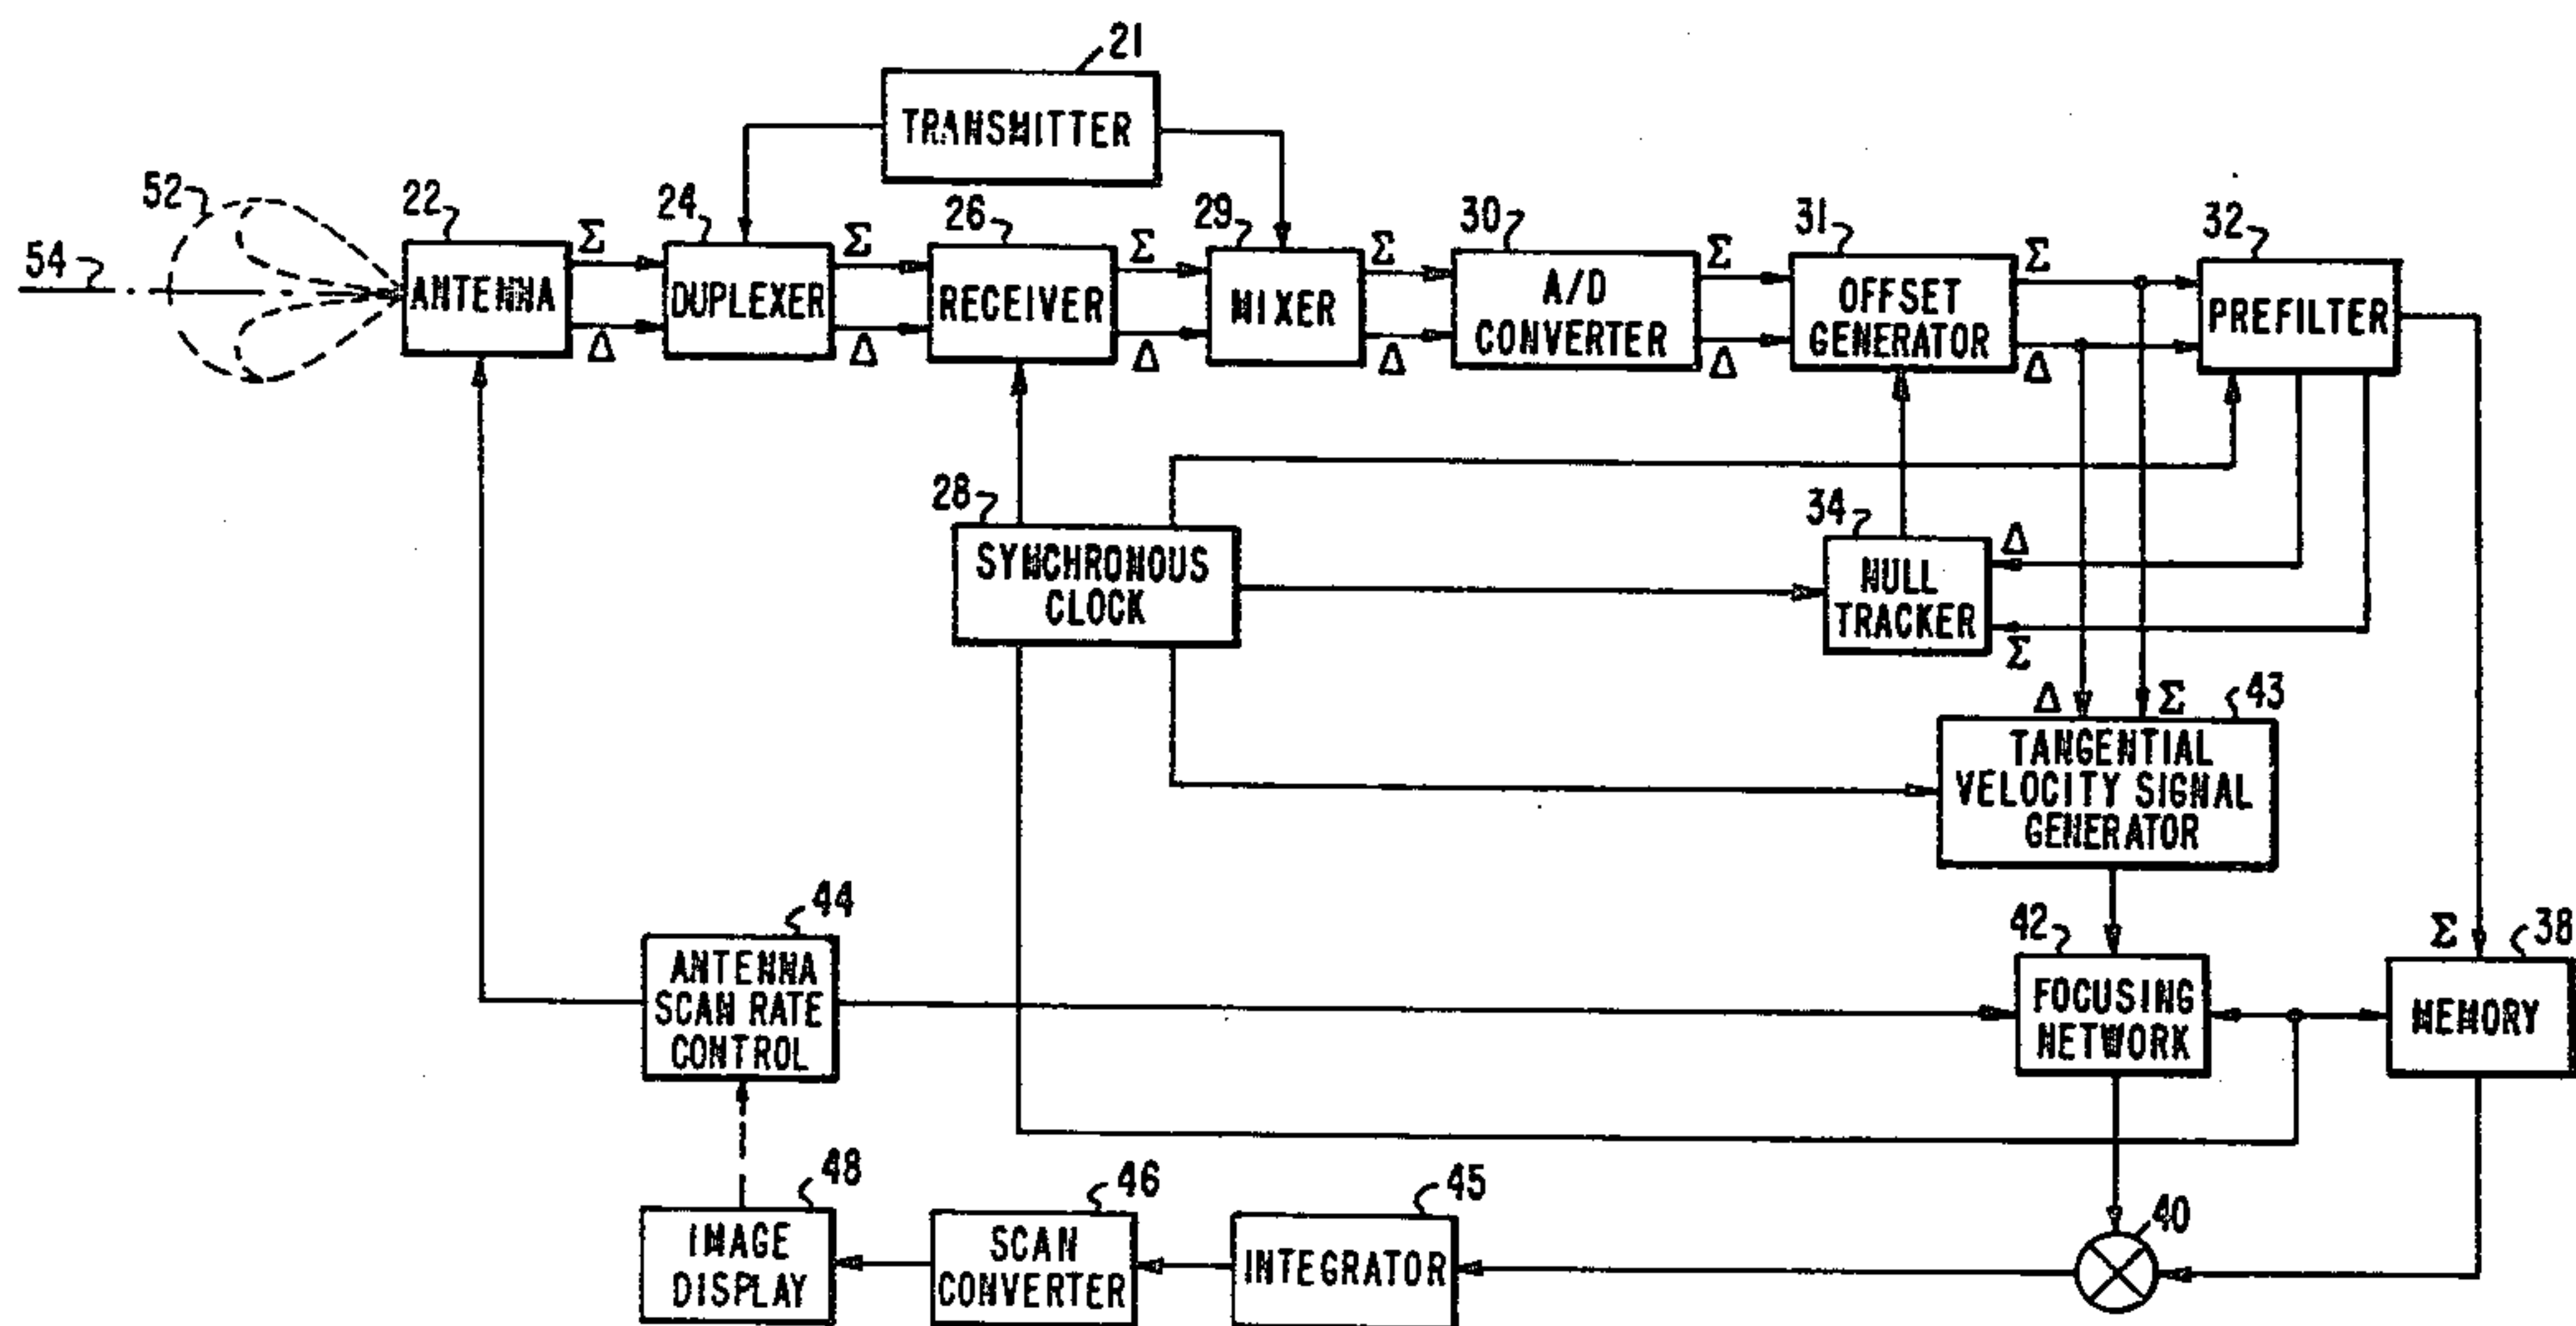 21
TRANSMITTER
52
22
24
26
29
30
31
32
54
Σ
Σ
Σ
Σ
Σ
Σ
ANTENNA
DUPLEXER
RECEIVER
MIXER
A/D
CONVERTER
OFFSET
GENERATOR
PREFILTER
Δ
Δ
Δ
Δ
Δ
Δ
28
SYNCHRONOUS
CLOCK
34
NULL
TRACKER
Δ
Σ
Δ
Σ
43
TANGENTIAL
VELOCITY SIGNAL
GENERATOR
44
ANTENNA
SCAN RATE
CONTROL
42
FOCUSING
NETWORK
Σ
38
MEMORY
48
IMAGE
DISPLAY
46
SCAN
CONVERTER
45
INTEGRATOR
40